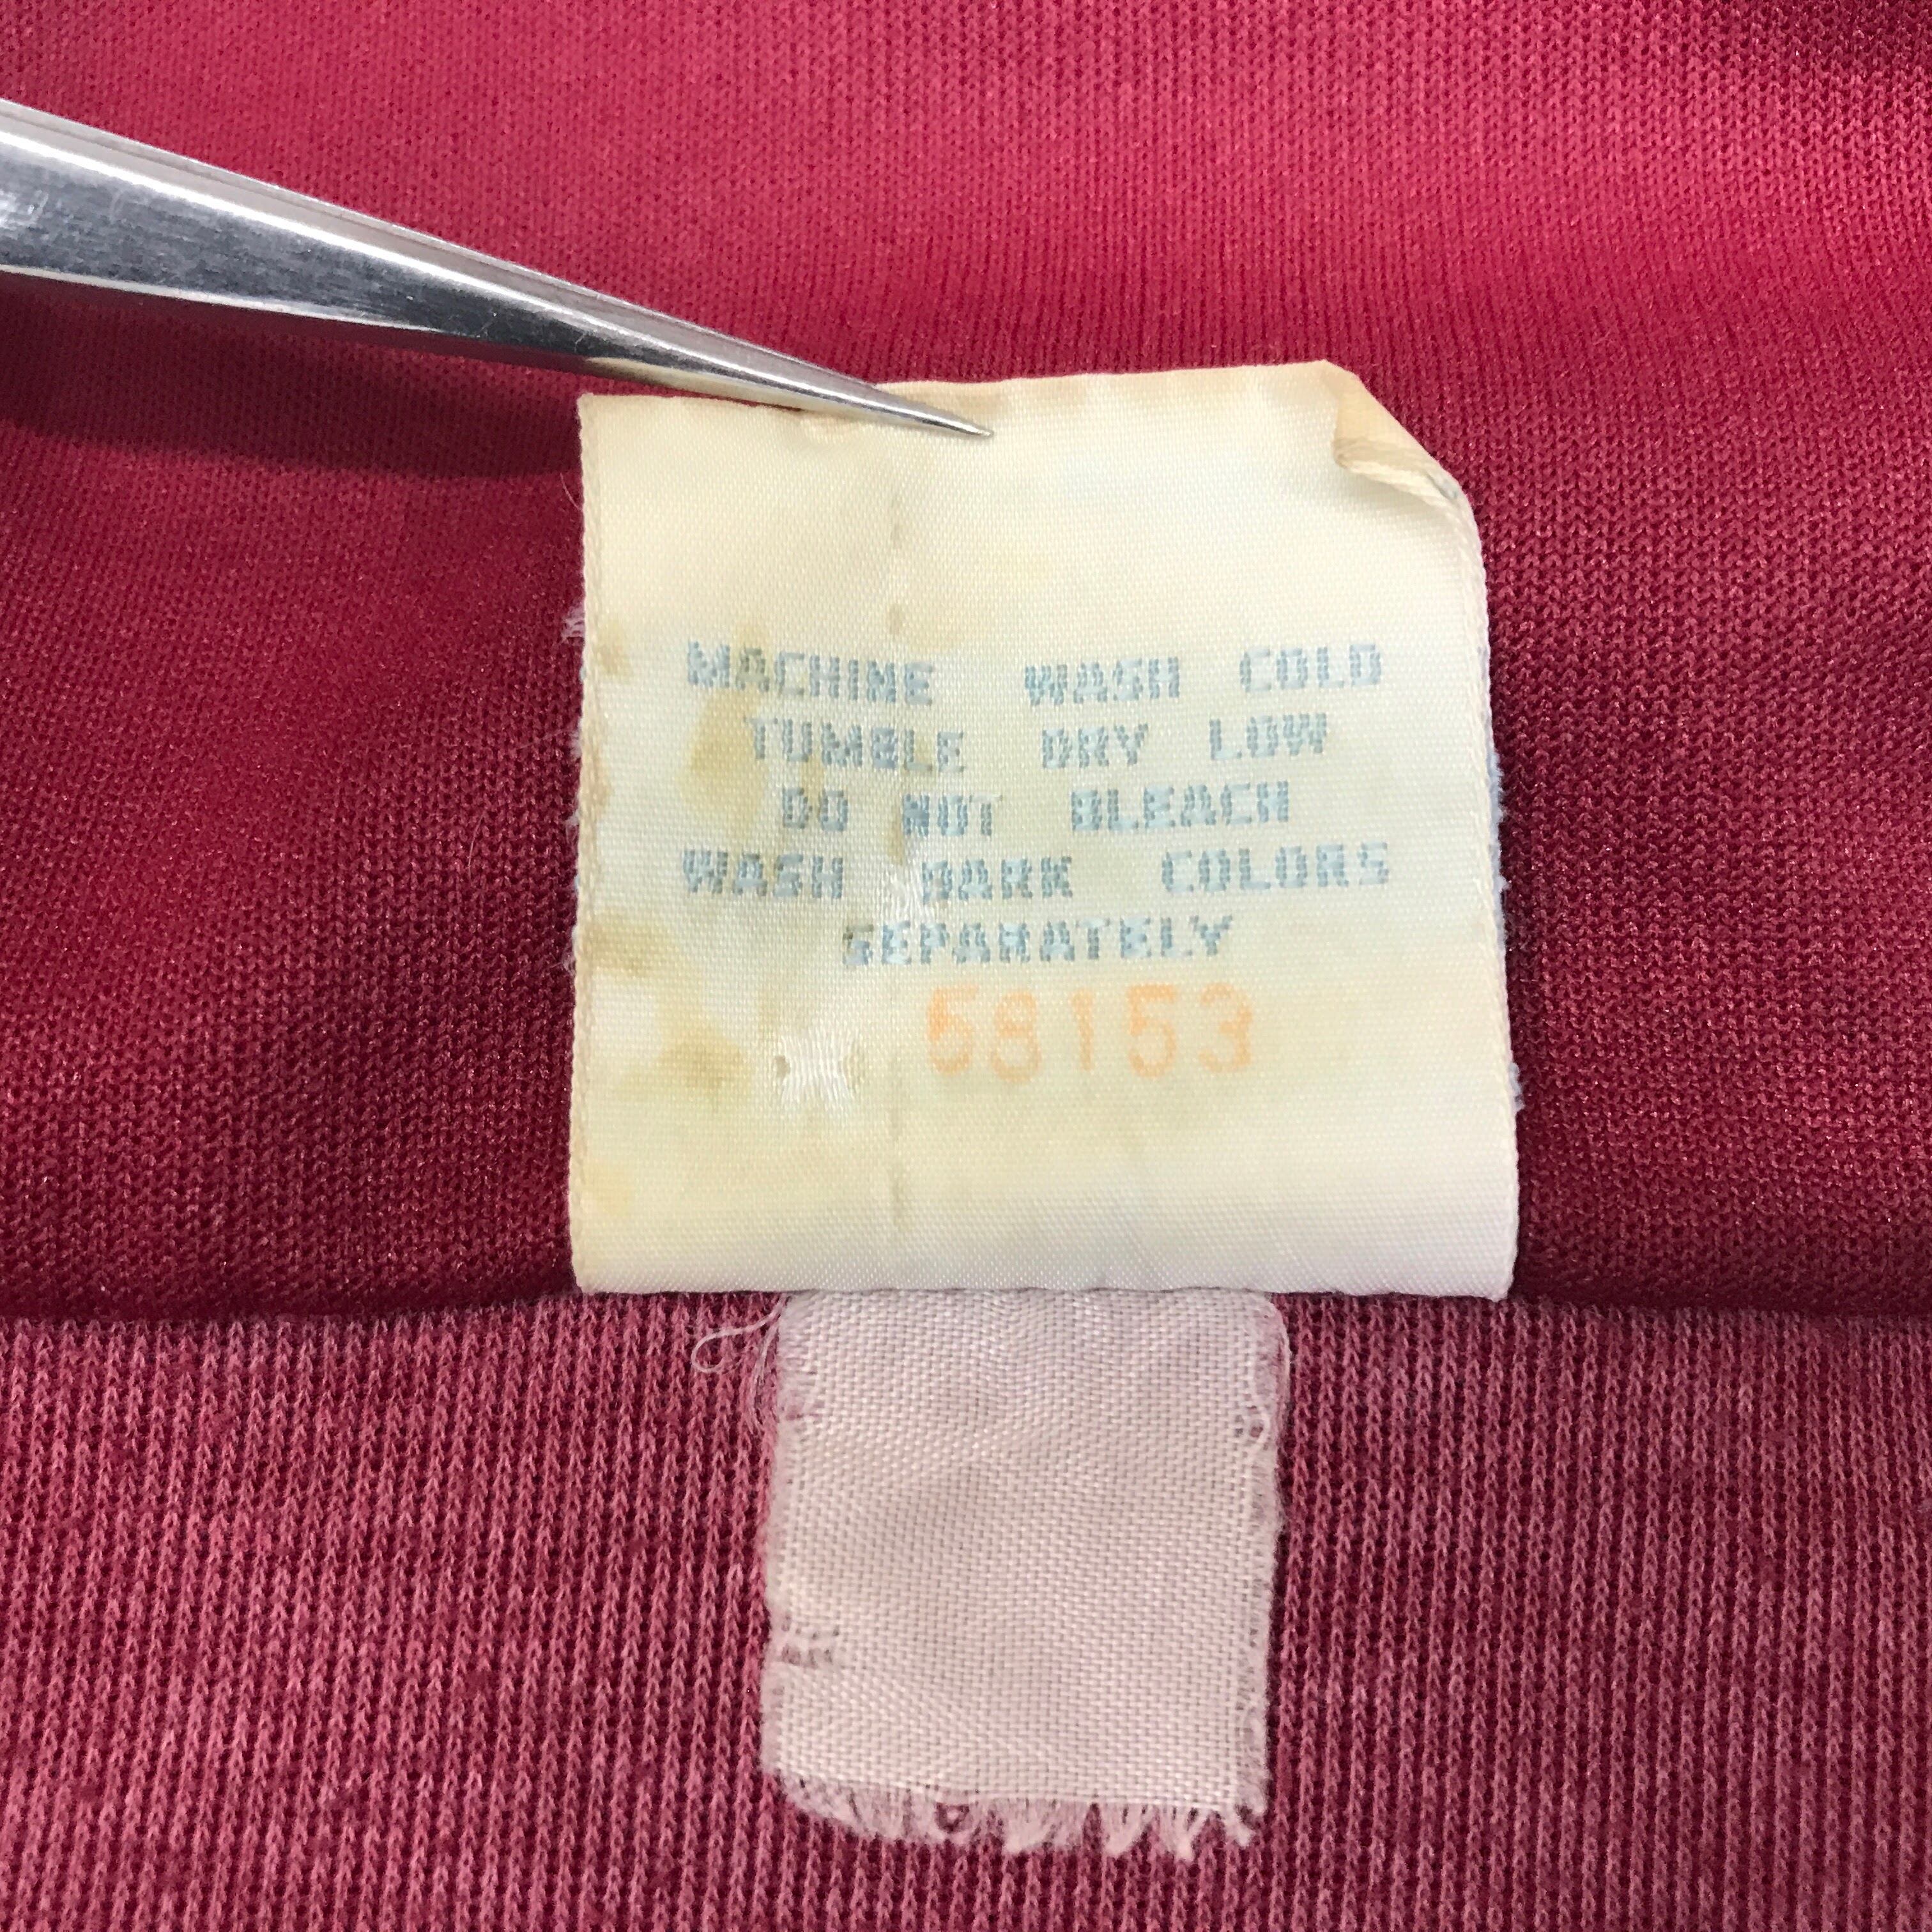 MACHINE WASH COLD
TUMBLE DRY LOW
DO NOT BLEACH
WASH DARK COLORS
SEPARATELY
58153